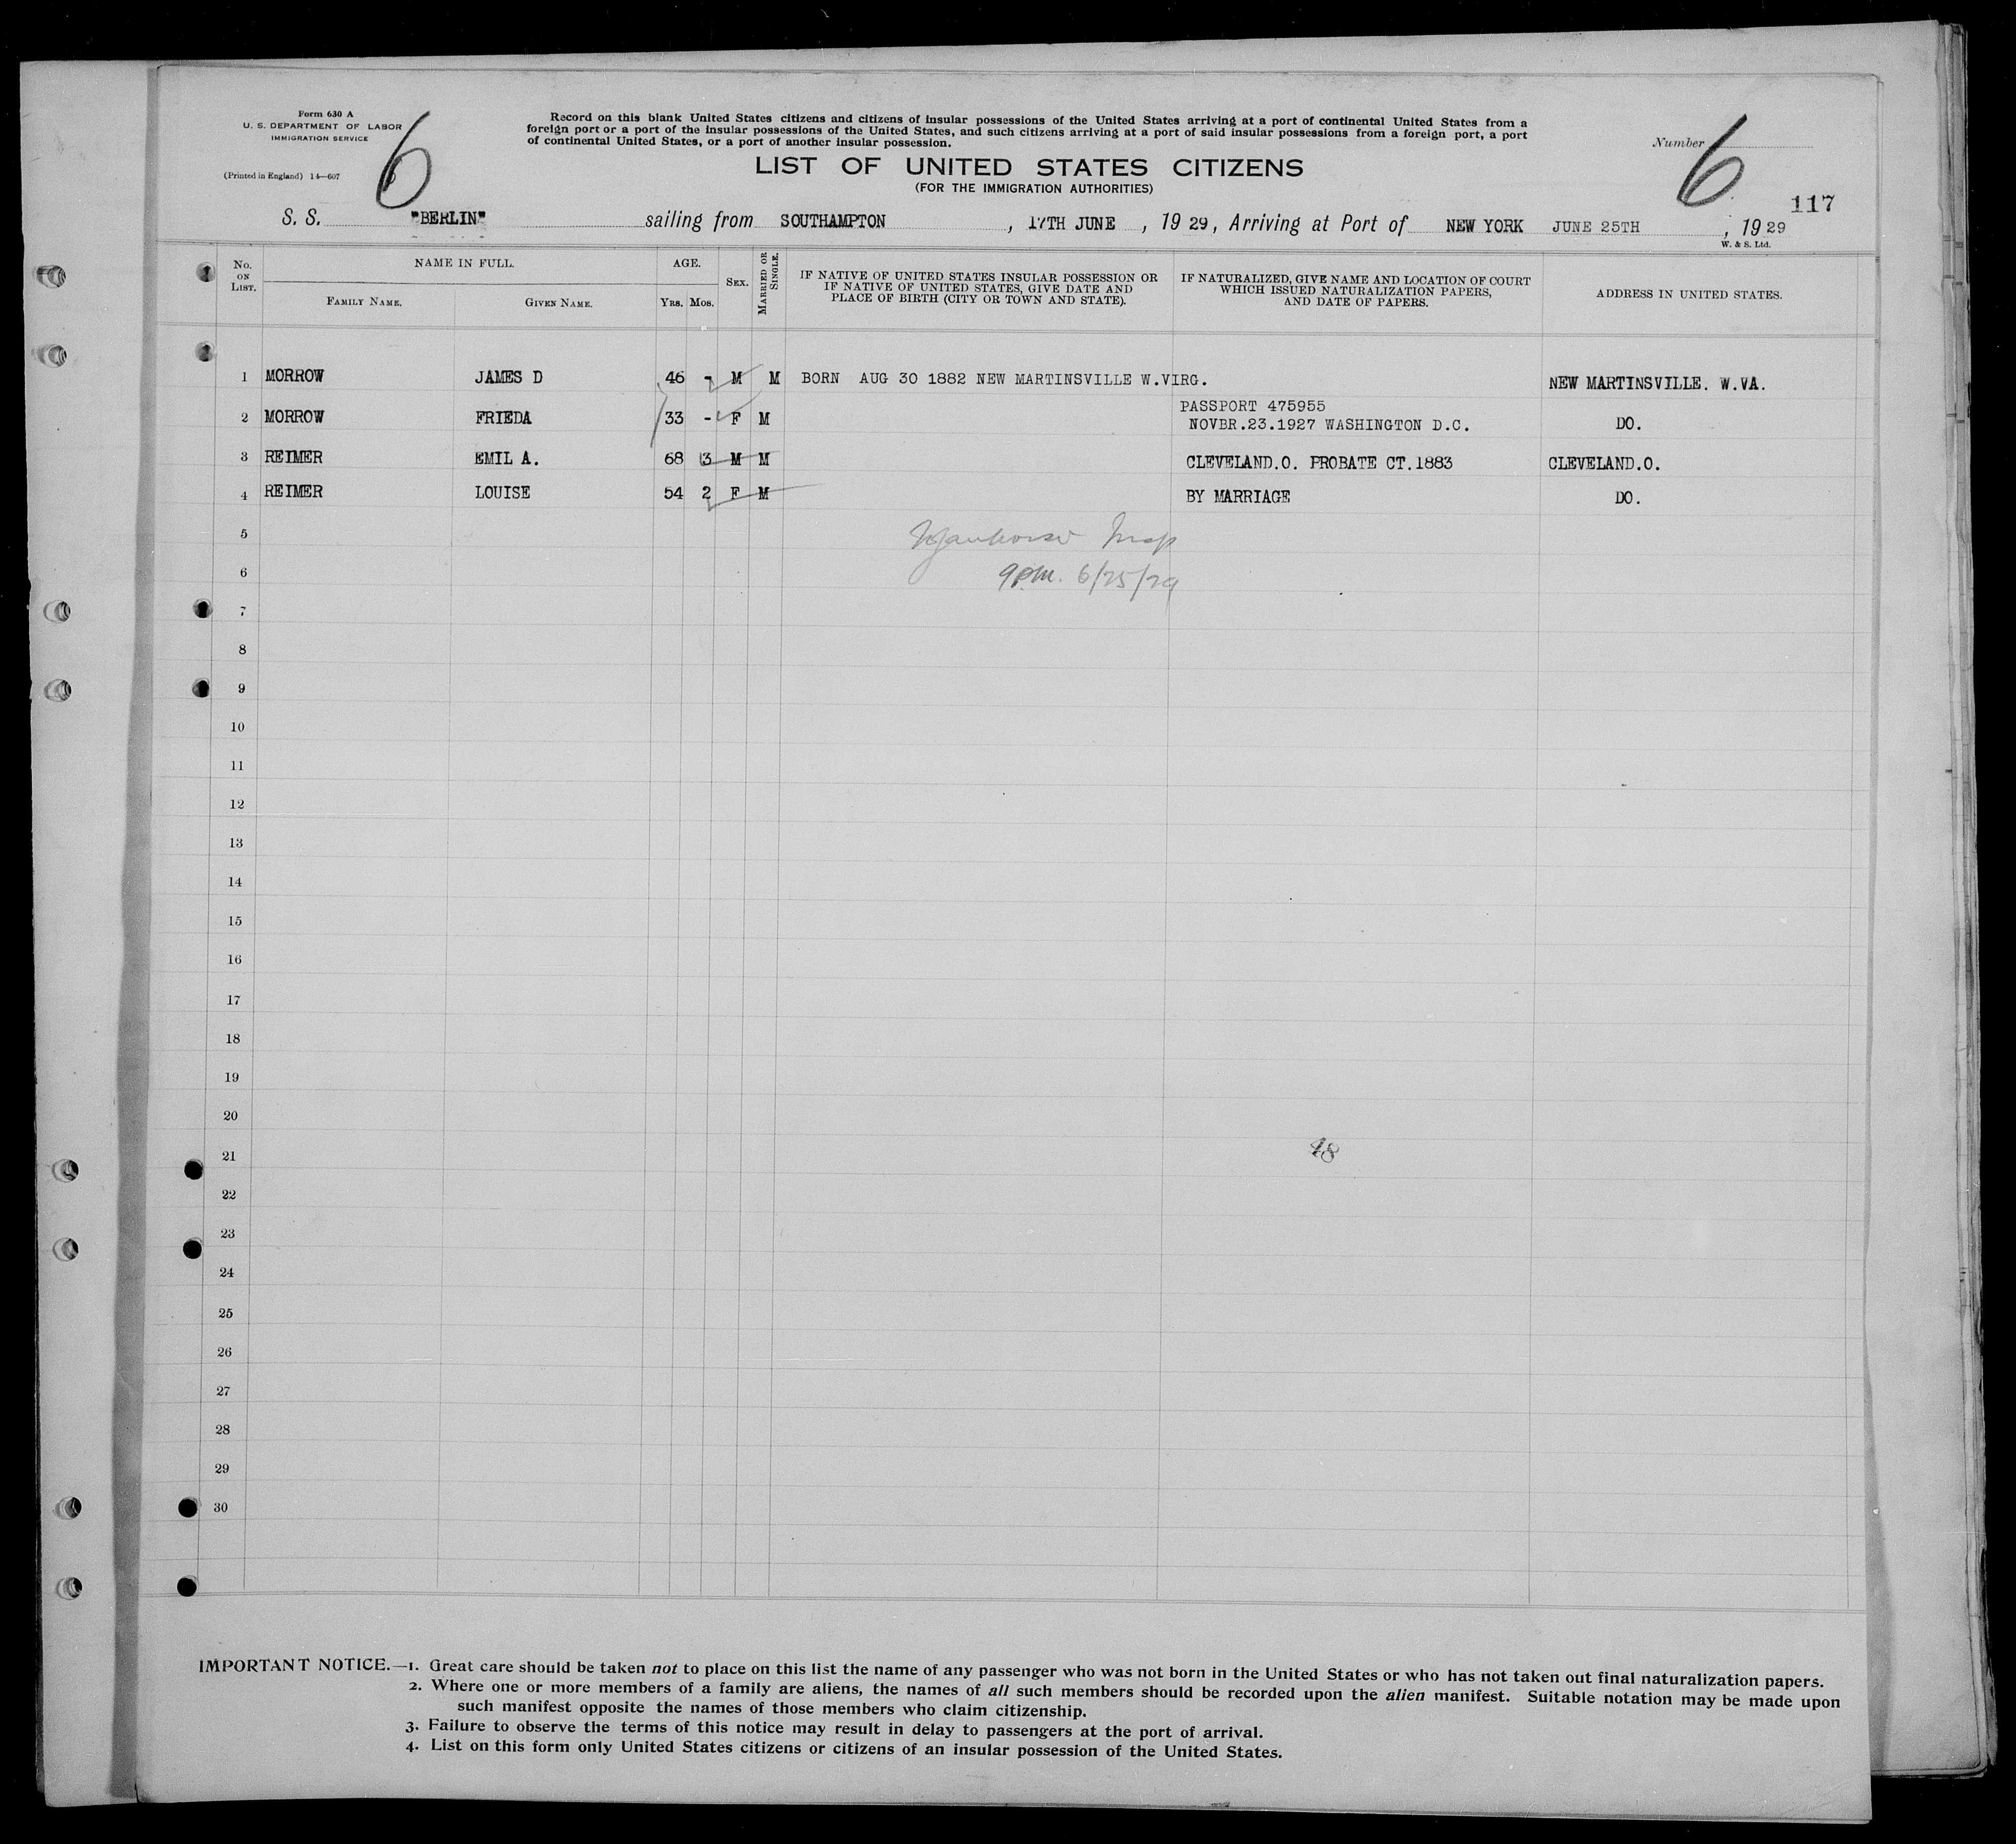 Form 630 A
U. S. DEPARTMENT OF LABOR
IMMIGRATION SERVICE
(Printed in England) 14—607
6
Record on this blank United States citizens and citizens of insular possessions of the United States arriving at a port of continental United States from a
foreign port or a port of the insular possessions of the United States, and such citizens arriving at a port of said insular possessions from a foreign port, a port
of continental United States, or a port of another insular possession.
LIST OF UNITED STATES CITIZENS
(FOR THE IMMIGRATION AUTHORITIES)
Number 6
117
S. S. "BERLIN" sailing from SOUTHAMPTON , 17TH JUNE , 19 29, Arriving at Port of NEW YORK JUNE 25TH , 19 29
W. & S. Ltd.
No. ON LIST. NAME IN FULL. FAMILY NAME. GIVEN NAME. AGE. YRS. MOS. SEX. MARRIED OR SINGLE. IF NATIVE OF UNITED STATES INSULAR POSSESSION OR IF NATIVE OF UNITED STATES, GIVE DATE AND PLACE OF BIRTH (CITY OR TOWN AND STATE). IF NATURALIZED, GIVE NAME AND LOCATION OF COURT WHICH ISSUED NATURALIZATION PAPERS, AND DATE OF PAPERS. ADDRESS IN UNITED STATES.
1 MORROW JAMES D 46 - M M BORN AUG 30 1882 NEW MARTINSVILLE W.VIRG. NEW MARTINSVILLE. W.VA.
PASSPORT 475955
2 MORROW FRIEDA 33 - F M NOVBR.23.1927 WASHINGTON D.C. DO.
3 REIMER EMIL A. 68 3 M M CLEVELAND.O. PROBATE CT.1883 CLEVELAND.O.
4 REIMER LOUISE 54 2 F M BY MARRIAGE DO.
5
6 9pm. 6/25/29
7
8
9
10
11
12
13
14
15
16
17
18
19
20
21 48
22
23
24
25
26
27
28
29
30
IMPORTANT NOTICE.—1. Great care should be taken not to place on this list the name of any passenger who was not born in the United States or who has not taken out final naturalization papers.
2. Where one or more members of a family are aliens, the names of all such members should be recorded upon the alien manifest. Suitable notation may be made upon
such manifest opposite the names of those members who claim citizenship.
3. Failure to observe the terms of this notice may result in delay to passengers at the port of arrival.
4. List on this form only United States citizens or citizens of an insular possession of the United States.